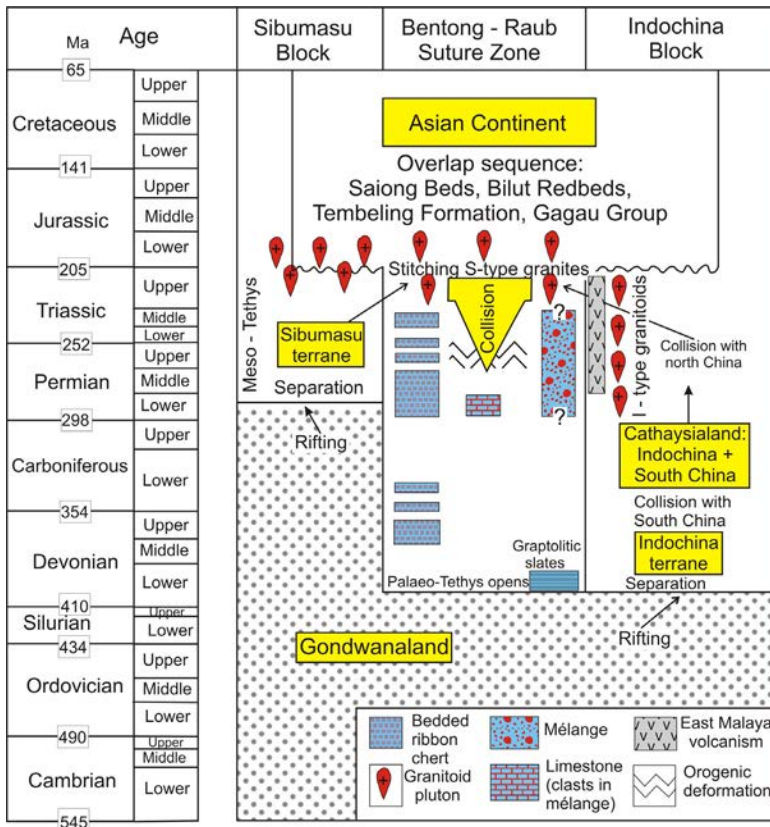 Ma
Age
Sibumasu
Block
Bentong - Raub
Suture Zone
Indochina
Block
65
Cretaceous
Upper
Middle
Lower
141
Jurassic
Upper
Middle
Lower
205
Triassic
Upper
Middle
Lower
252
Permian
Upper
Middle
Lower
298
Carboniferous
Upper
Lower
354
Devonian
Upper
Middle
Lower
410
Silurian
Upper
Lower
434
Ordovician
Upper
Middle
Lower
490
Cambrian
Upper
Middle
Lower
545
Asian Continent
Overlap sequence:
Saiong Beds, Bilut Redbeds,
Tembeling Formation, Gagau Group
Stitching S-type granites
Meso - Tethys
Sibumasu
terrane
Separation
Rifting
Collision
?
?
I - type granitoids
Collision with
north China
Cathaysialand:
Indochina +
South China
Collision with
South China
Indochina
terrane
Separation
Rifting
Graptolitic
slates
Palaeo-Tethys opens
Gondwanaland
Bedded
ribbon
chert
Granitoid
pluton
Mélange
Limestone
(clasts in
mélange)
East Malaya
volcanism
Orogenic
deformation